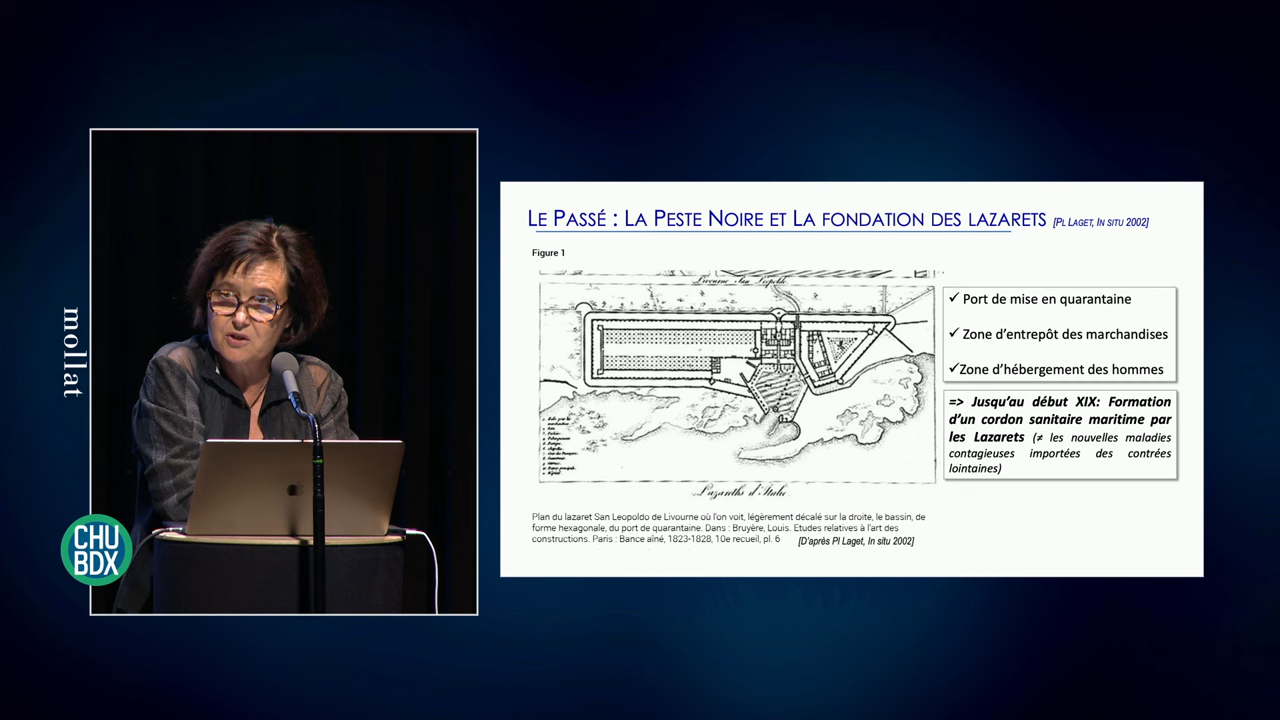 mollat
CHU
BDX
LE PASSÉ : LA PESTE NOIRE ET LA FONDATION DES LAZARETS [PL LAGET, IN SITU 2002]
Figure 1
Livourne San Leopoldo
Lazareths d'Italie
Plan du lazaret San Leopoldo de Livourne où l'on voit, légèrement décalé sur la droite, le bassin, de
forme hexagonale, du port de quarantaine. Dans : Bruyère, Louis. Etudes relatives à l'art des
constructions. Paris : Bance aîné, 1823-1828, 10e recueil, pl. 6 [D'après Pl Laget, In situ 2002]
✓ Port de mise en quarantaine
✓ Zone d'entrepôt des marchandises
✓Zone d'hébergement des hommes
=> Jusqu'au début XIX: Formation
d'un cordon sanitaire maritime par
les Lazarets (≠ les nouvelles maladies
contagieuses importées des contrées
lointaines)